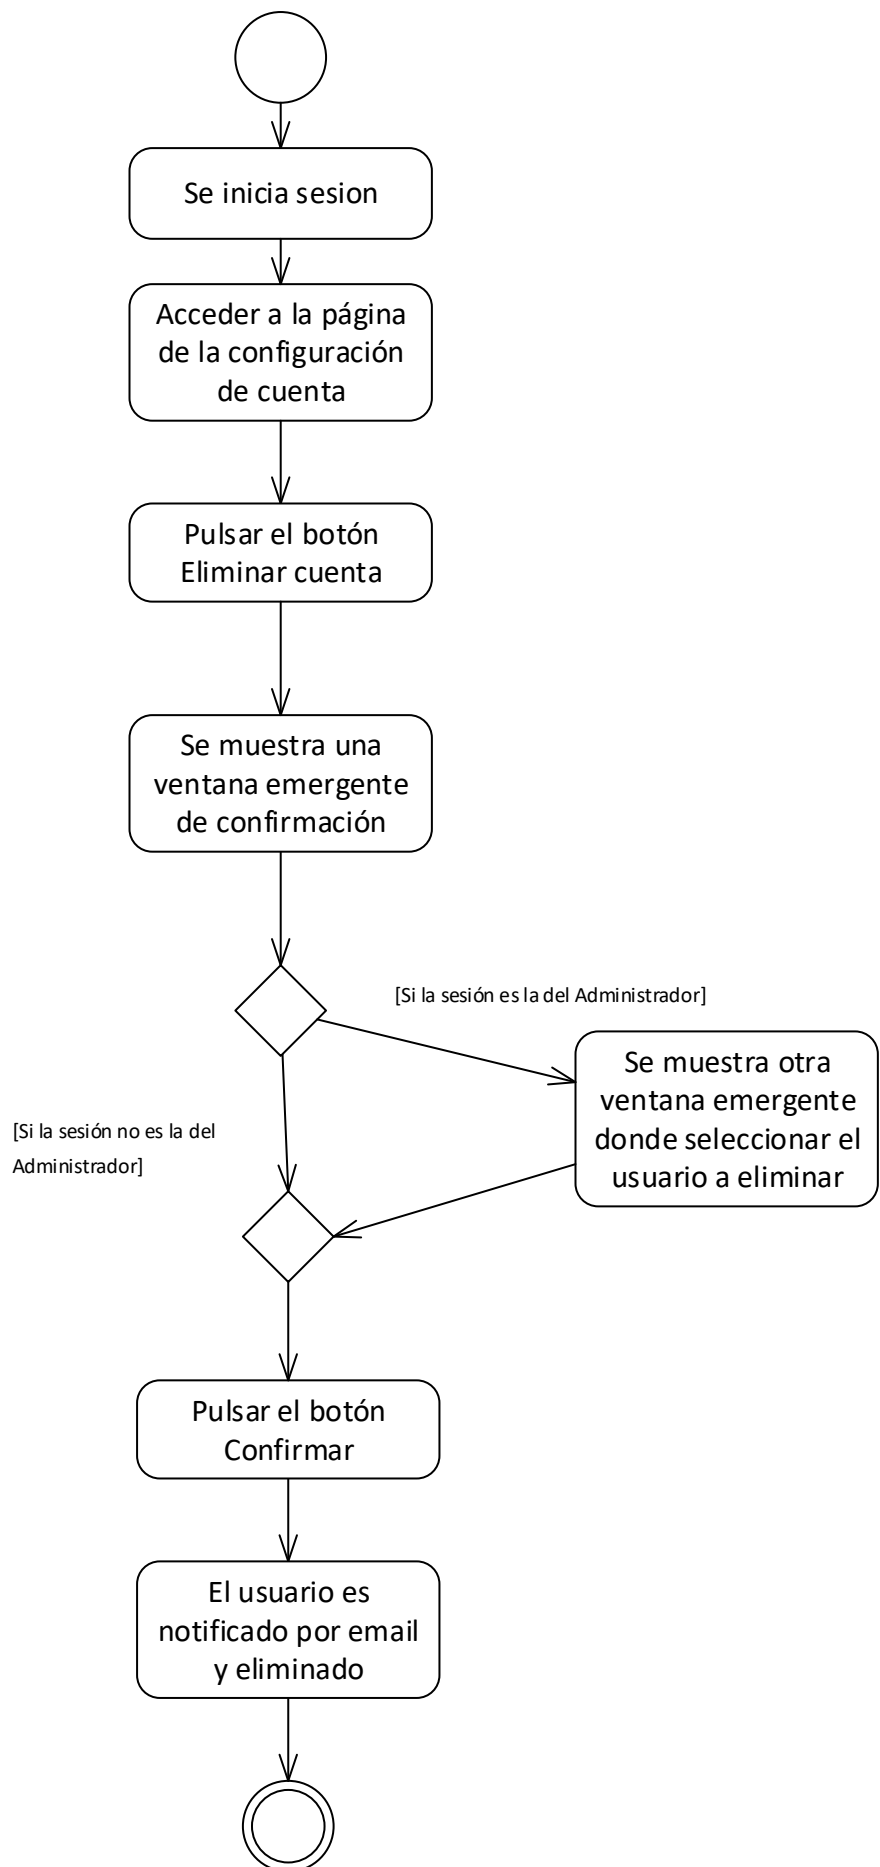 Se inicia sesion
Acceder a la página
de la configuración
de cuenta
Pulsar el botón
Eliminar cuenta
Se muestra una
ventana emergente
de confirmación
[Si la sesión es la del Administrador]
Se muestra otra
ventana emergente
donde seleccionar el
usuario a eliminar
[Si la sesión no es la del
Administrador]
Pulsar el botón
Confirmar
El usuario es
notificado por email
y eliminado